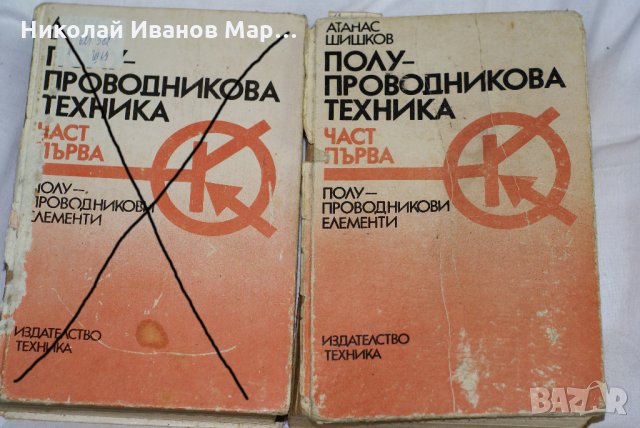 Николай Иванов Мар...
ПРОВОДНИКОВА
ТЕХНИКА
ЧАСТ
ПЪРВА
ПОЛУ-
ПРОВОДНИКОВИ
ЕЛЕМЕНТИ
ИЗДАТЕЛСТВО
ТЕХНИКА
АТАНАС
ШИШКОВ
ПОЛУ-
ПРОВОДНИКОВА
ТЕХНИКА
ЧАСТ
ПЪРВА
ПОЛУ-
ПРОВОДНИКОВИ
ЕЛЕМЕНТИ
ИЗДАТЕЛСТВО
ТЕХНИКА
BAZAR